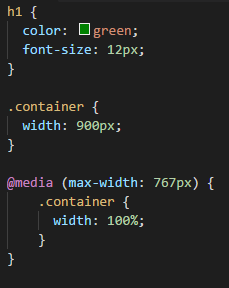 h1 {
  color: green;
  font-size: 12px;
}

.container {
  width: 900px;
}

@media (max-width: 767px) {
    .container {
      width: 100%;
    }
}